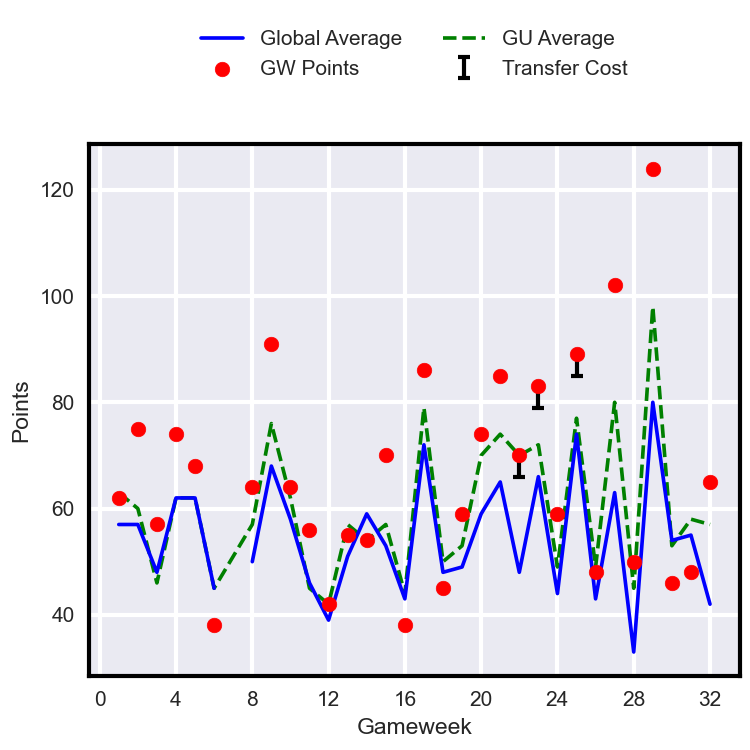 Global Average GU Average
GW Points Transfer Cost
120
100
80
60
40
Points
0 4 8 12 16 20 24 28 32
Gameweek